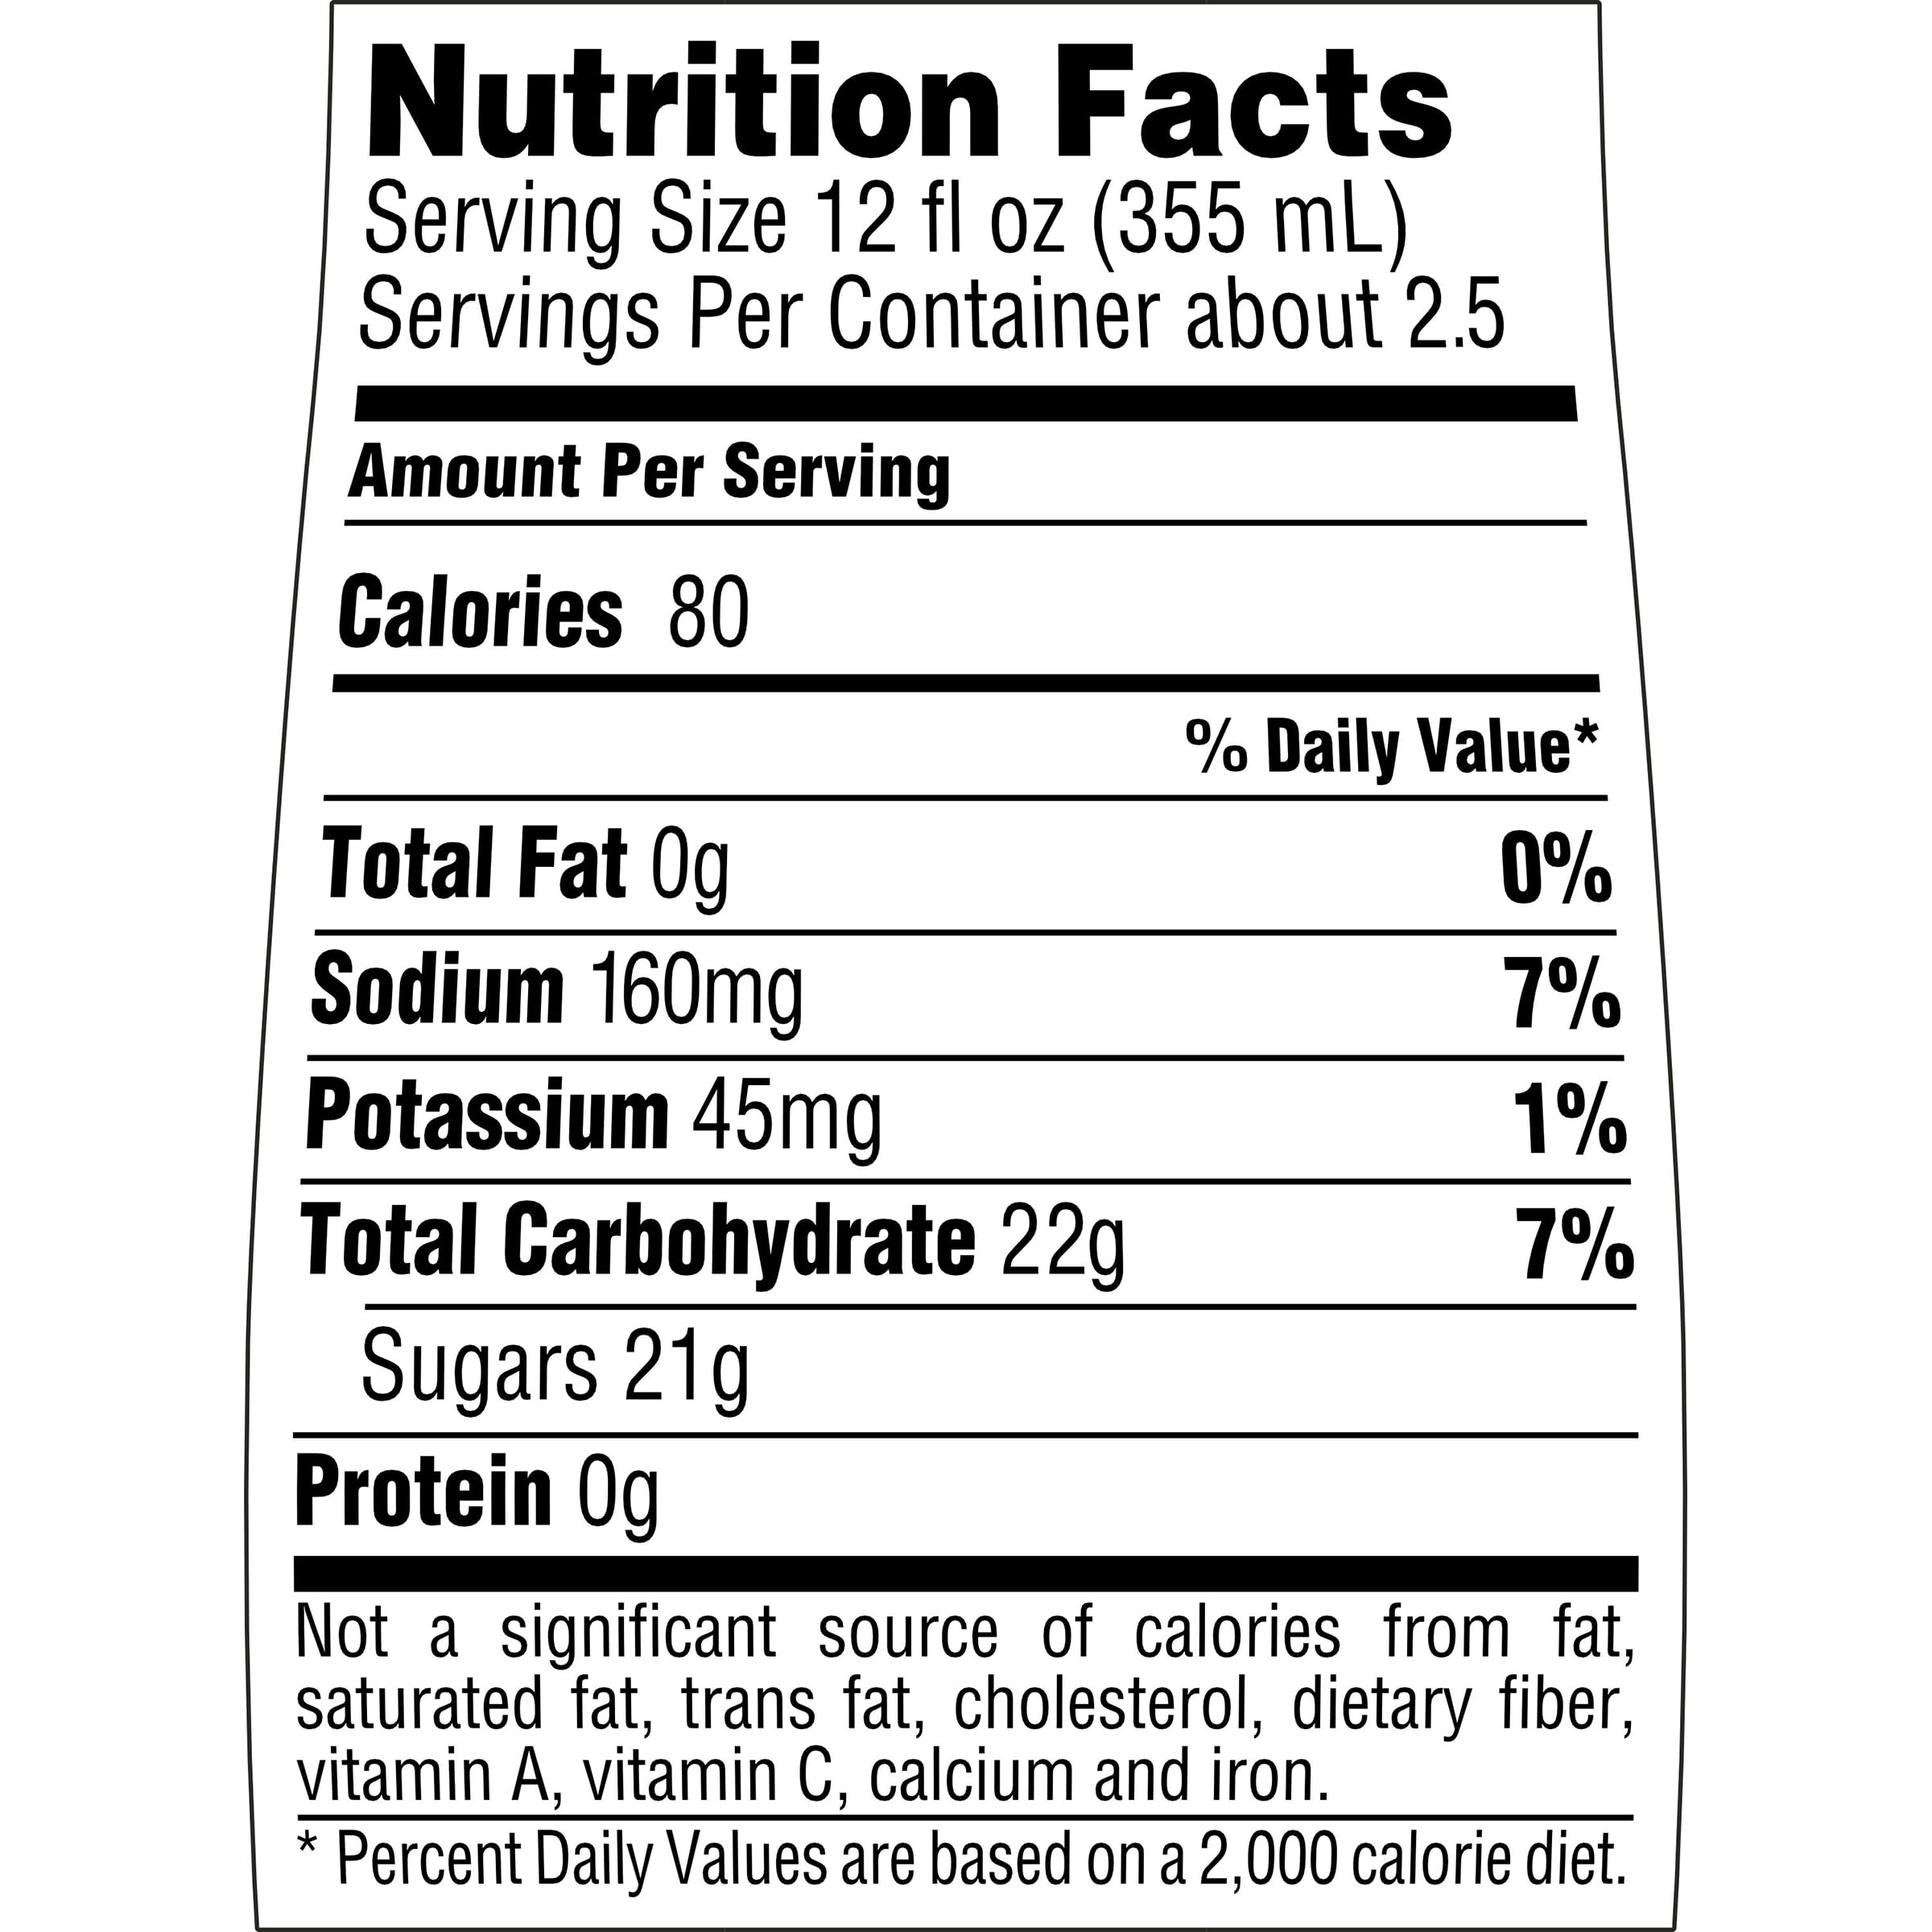 Nutrition Facts
Serving Size 12 fl oz (355 mL)
Servings Per Container about 2.5
Amount Per Serving
Calories 80
% Daily Value*
Total Fat 0g 0%
Sodium 160mg 7%
Potassium 45mg 1%
Total Carbohydrate 22g 7%
Sugars 21g
Protein 0g
Not a significant source of calories from fat,
saturated fat, trans fat, cholesterol, dietary fiber,
vitamin A, vitamin C, calcium and iron.
* Percent Daily Values are based on a 2,000 calorie diet.